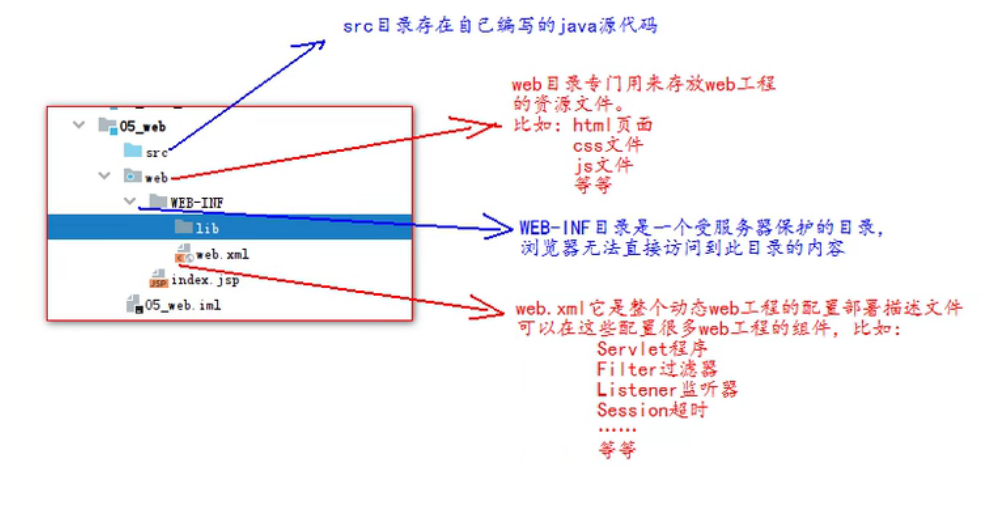 src目录存在自己编写的java源代码
web目录专门用来存放web工程
的资源文件。
比如: html页面
css文件
js文件
等等
05_web
src
web
WEB-INF
lib
web.xml
index.jsp
05_web.iml
WEB-INF目录是一个受服务器保护的目录,
浏览器无法直接访问到此目录的内容
web.xml它是整个动态web工程的配置部署描述文件
可以在这些配置很多web工程的组件, 比如:
Servlet程序
Filter过滤器
Listener监听器
Session超时
……
等等